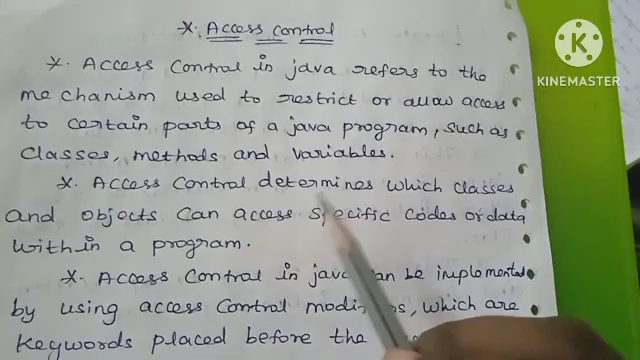 *. Access control
*. Access control in java refers to the
mechanism used to restrict or allow access
to certain parts of a java program, such as
classes, methods and variables.
*. Access control determines which classes
and objects can access specific codes or data
within a program.
*. Access control in java can be implemented
by using access control which are
keywords placed before the
KINEMASTER